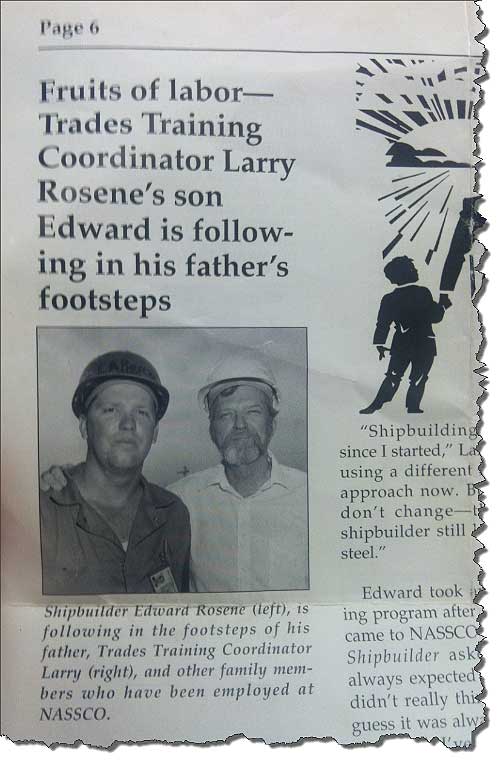 Page 6
Fruits of labor—
Trades Training
Coordinator Larry
Rosene's son
Edward is follow-
ing in his father's
footsteps
Shipbuilder Edward Rosene (left), is
following in the footsteps of his
father, Trades Training Coordinator
Larry (right), and other family mem-
bers who have been employed at
NASSCO.
"Shipbuilding
since I started," La
using a different
approach now. B
don't change—t
shipbuilder still
steel."
Edward took
ing program after
came to NASSCO
Shipbuilder ask
always expected
didn't really thi
guess it was alw